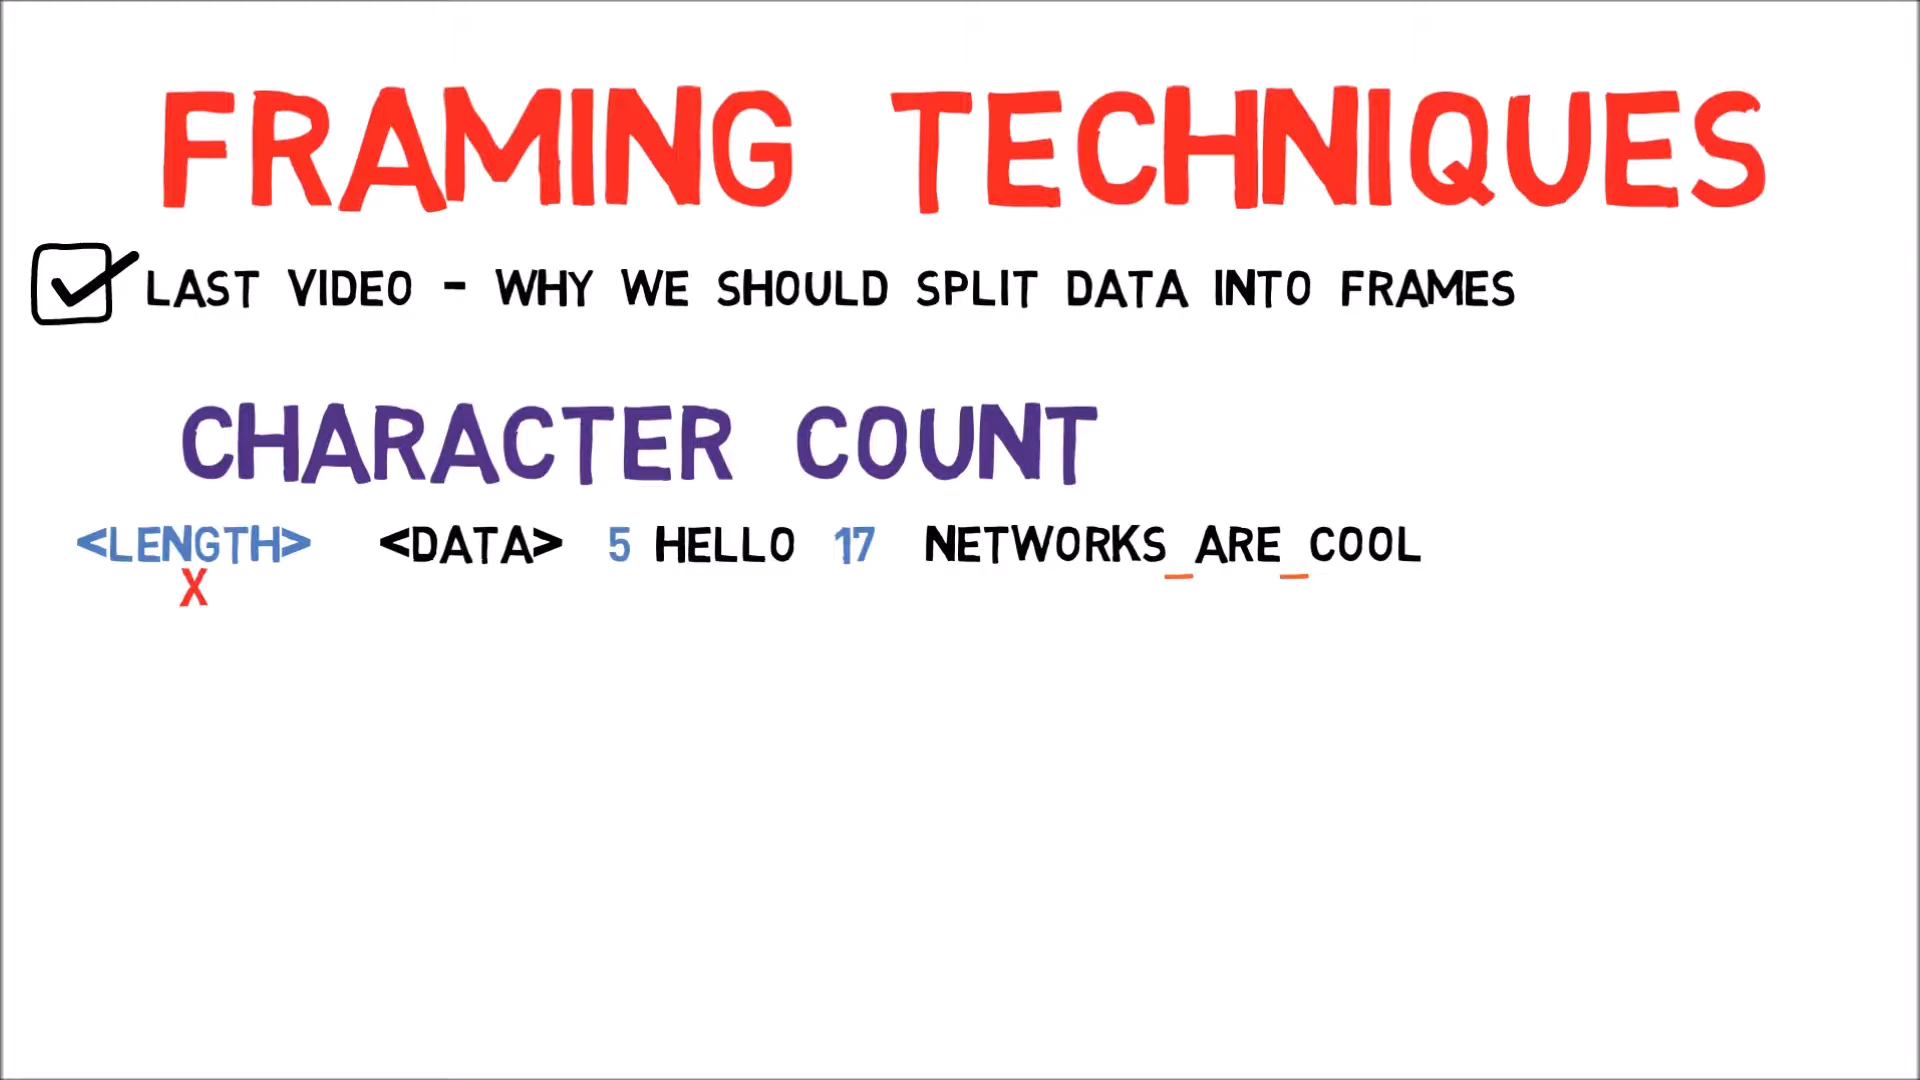 FRAMING TECHNIQUES
LAST VIDEO - WHY WE SHOULD SPLIT DATA INTO FRAMES
CHARACTER COUNT
<LENGTH> <DATA> 5 HELLO 17 NETWORKS_ARE_COOL
X